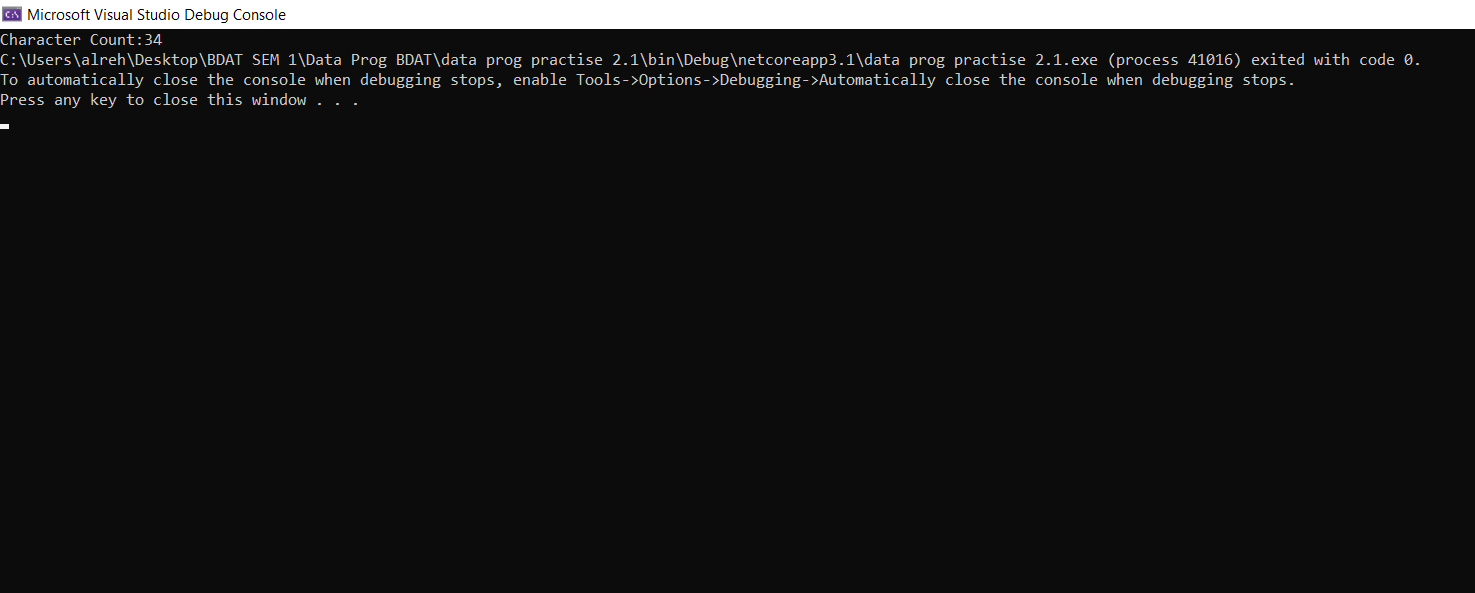 Microsoft Visual Studio Debug Console
Character Count:34
C:\Users\alreh\Desktop\BDAT SEM 1\Data Prog BDAT\data prog practise 2.1\bin\Debug\netcoreapp3.1\data prog practise 2.1.exe (process 41016) exited with code 0.
To automatically close the console when debugging stops, enable Tools->Options->Debugging->Automatically close the console when debugging stops.
Press any key to close this window . . .